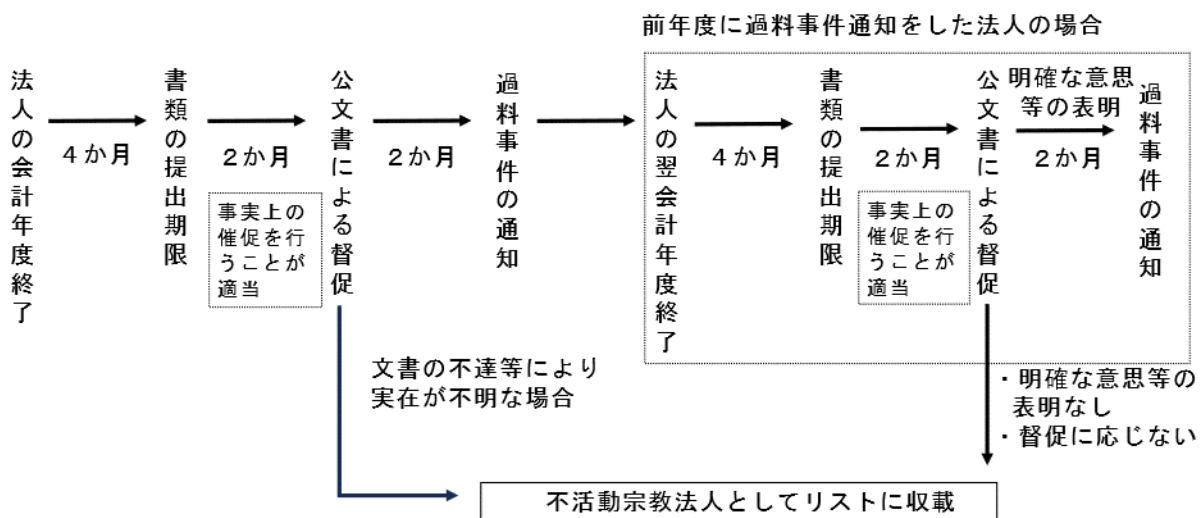 前年度に過料事件通知をした法人の場合
法人の会計年度終了
4か月
書類の提出期限
2か月
事実上の
催促を行
うことが
適当
公文書による督促
2か月
過料事件の通知
法人の翌会計年度終了
4か月
書類の提出期限
2か月
事実上の
催促を行
うことが
適当
公文書による督促
明確な意思
等の表明
2か月
過料事件の通知
文書の不達等により
実在が不明な場合
・明確な意思等の
表明なし
・督促に応じない
不活動宗教法人としてリストに収載